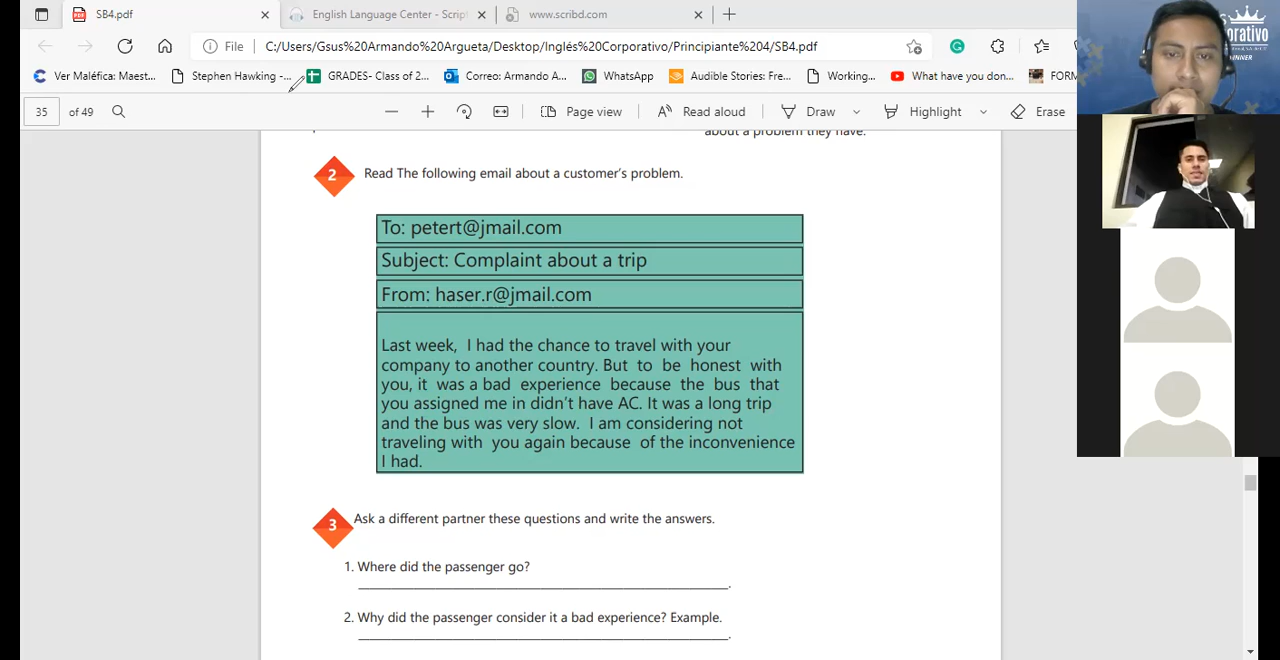 SB4.pdf
English Language Center - Script
www.scribd.com
File
C:/Users/Gsus%20Armando%20Argueta/Desktop/Inglés%20Corporativo/Principiante%204/SB4.pdf
Ver Maléfica: Maest...
Stephen Hawking -...
GRADES- Class of 2...
Correo: Armando A...
WhatsApp
Audible Stories: Fre...
Working...
What have you don...
FORM
35 of 49
Page view
Read aloud
Draw
Highlight
Erase
about a problem they have.
2 Read The following email about a customer's problem.
To: petert@jmail.com
Subject: Complaint about a trip
From: haser.r@jmail.com
Last week, I had the chance to travel with your
company to another country. But to be honest with
you, it was a bad experience because the bus that
you assigned me in didn't have AC. It was a long trip
and the bus was very slow. I am considering not
traveling with you again because of the inconvenience
I had.
3 Ask a different partner these questions and write the answers.
1. Where did the passenger go?
2. Why did the passenger consider it a bad experience? Example.